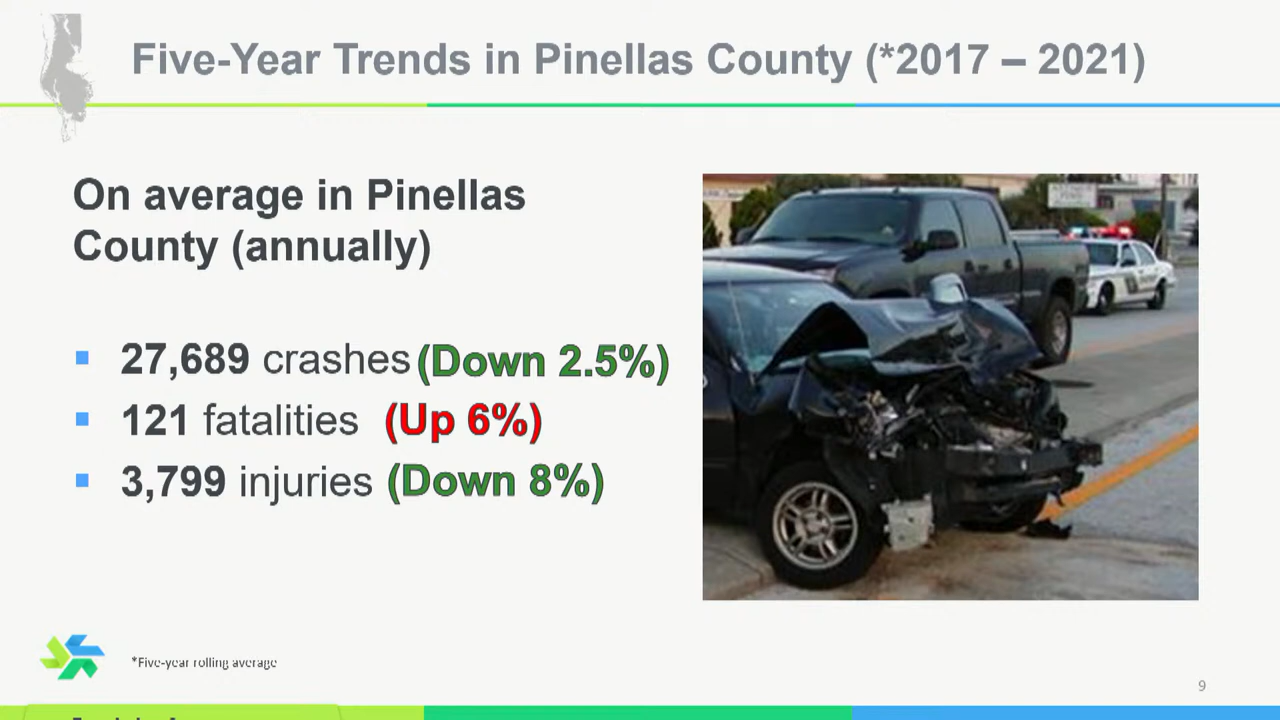 Five-Year Trends in Pinellas County (*2017 – 2021)
On average in Pinellas
County (annually)
27,689 crashes (Down 2.5%)
121 fatalities (Up 6%)
3,799 injuries (Down 8%)
*Five-year rolling average
9